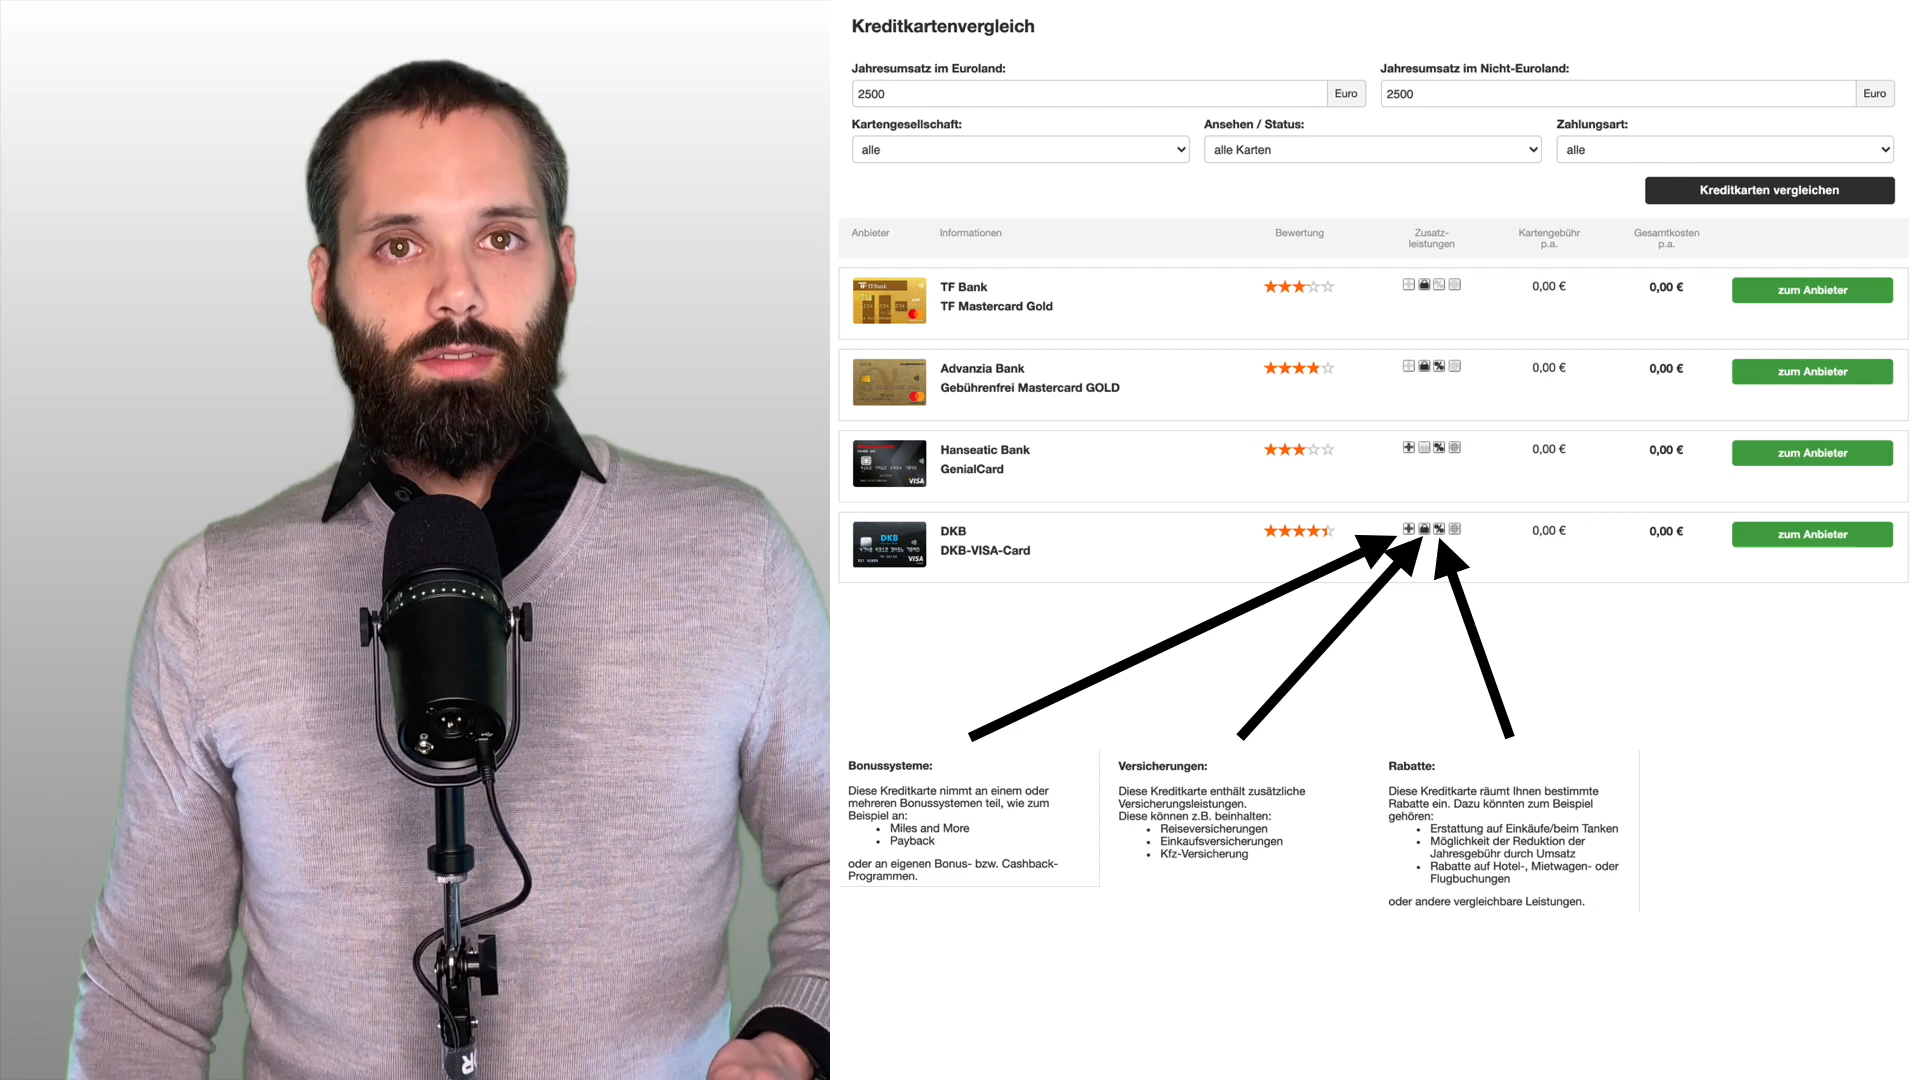 Kreditkartenvergleich
Jahresumsatz im Euroland:
Jahresumsatz im Nicht-Euroland:
2500 Euro
2500 Euro
Kartengesellschaft:
Ansehen / Status:
Zahlungsart:
alle
alle Karten
alle
Kreditkarten vergleichen
Anbieter
Informationen
Bewertung
Zusatz-
leistungen
Kartengebühr
p.a.
Gesamtkosten
p.a.
TF Bank
TF Bank
TF Mastercard Gold
0,00 €
0,00 €
zum Anbieter
Advanzia Bank
Gebührenfrei Mastercard GOLD
0,00 €
0,00 €
zum Anbieter
VISA
Hanseatic Bank
GenialCard
0,00 €
0,00 €
zum Anbieter
DKB
VISA
DKB
DKB-VISA-Card
0,00 €
0,00 €
zum Anbieter
Bonussysteme:
Diese Kreditkarte nimmt an einem oder
mehreren Bonussystemen teil, wie zum
Beispiel an:
• Miles and More
• Payback
oder an eigenen Bonus- bzw. Cashback-
Programmen.
Versicherungen:
Diese Kreditkarte enthält zusätzliche
Versicherungsleistungen.
Diese können z.B. beinhalten:
• Reiseversicherungen
• Einkaufsversicherungen
• Kfz-Versicherung
Rabatte:
Diese Kreditkarte räumt Ihnen bestimmte
Rabatte ein. Dazu könnten zum Beispiel
gehören:
• Erstattung auf Einkäufe/beim Tanken
• Möglichkeit der Reduktion der
Jahresgebühr durch Umsatz
• Rabatte auf Hotel-, Mietwagen- oder
Flugbuchungen
oder andere vergleichbare Leistungen.